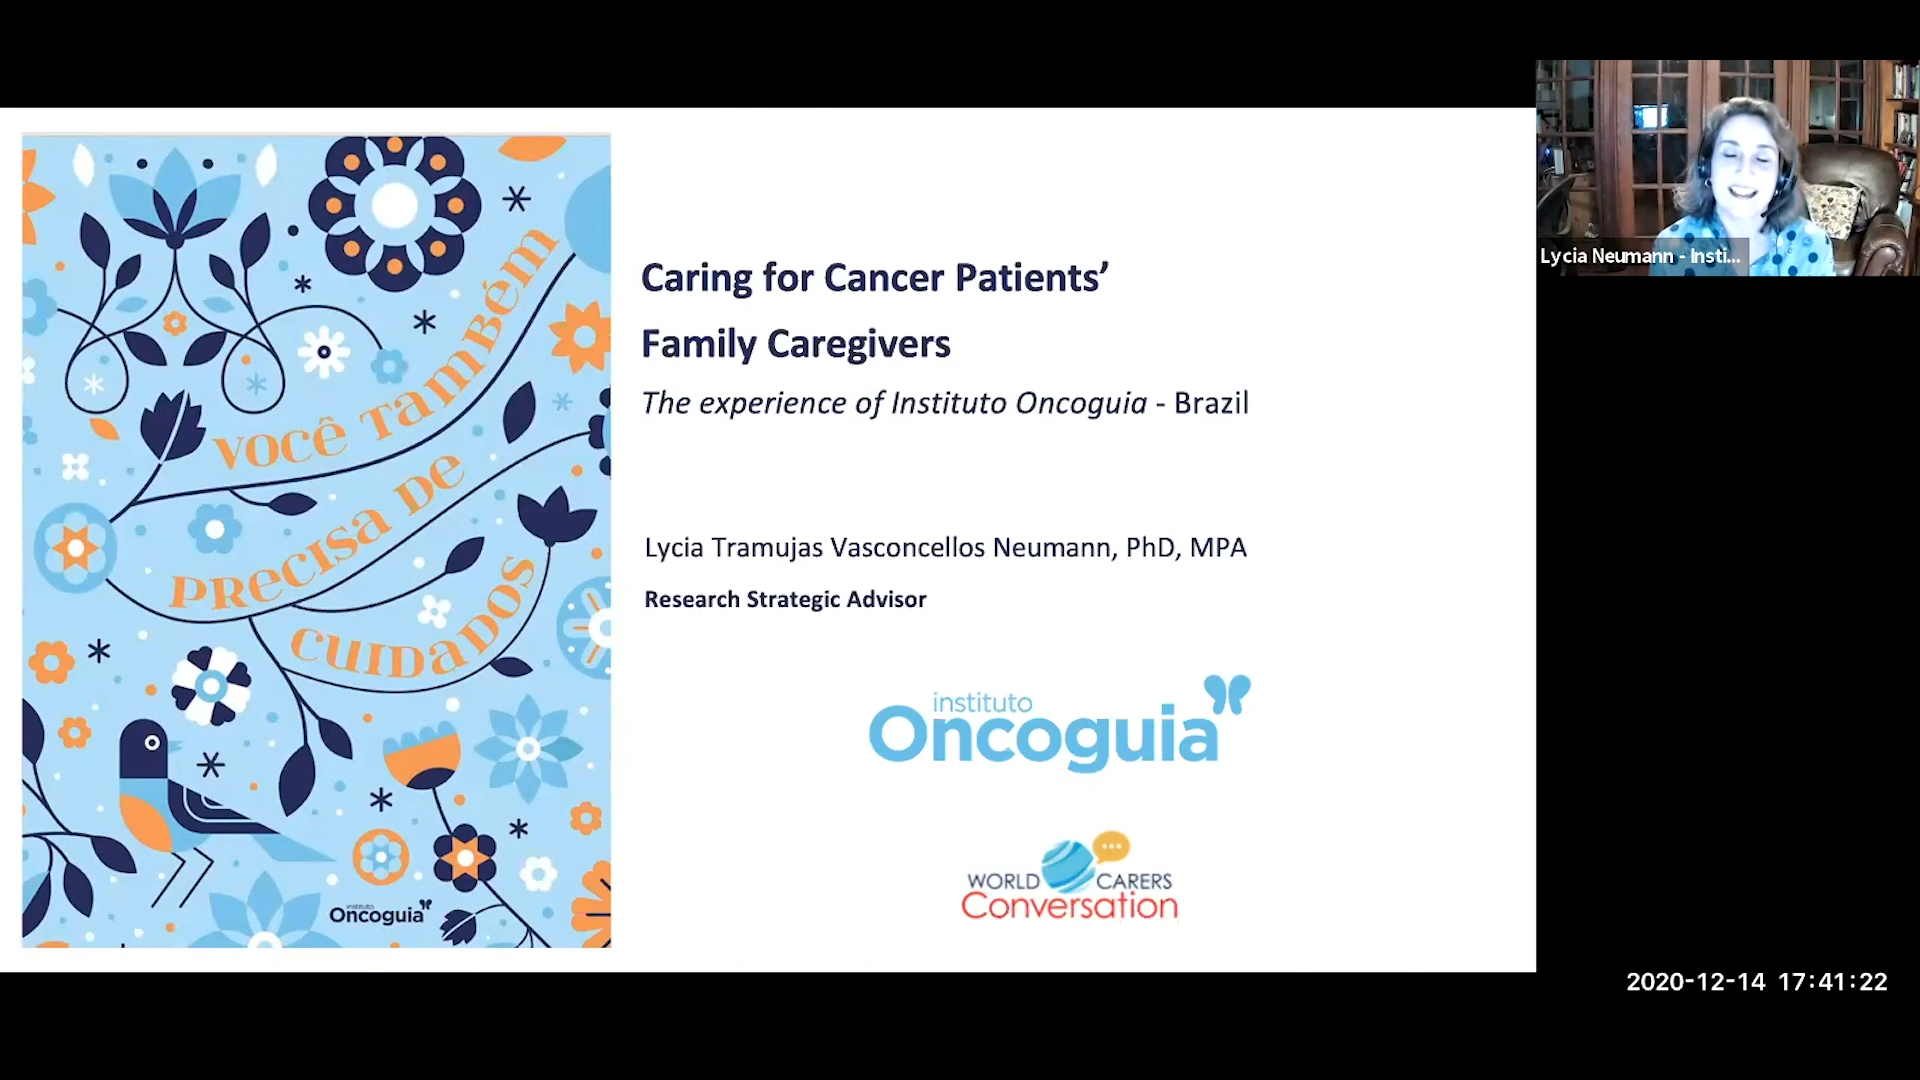 VOCÊ TAMBÉM
PRECISA DE
CUIDADOS
instituto
Oncoguia
Caring for Cancer Patients’
Family Caregivers
The experience of Instituto Oncoguia - Brazil
Lycia Tramujas Vasconcellos Neumann, PhD, MPA
Research Strategic Advisor
instituto
Oncoguia
WORLD CARERS
Conversation
Lycia Neumann - Insti...
2020-12-14 17:41:22